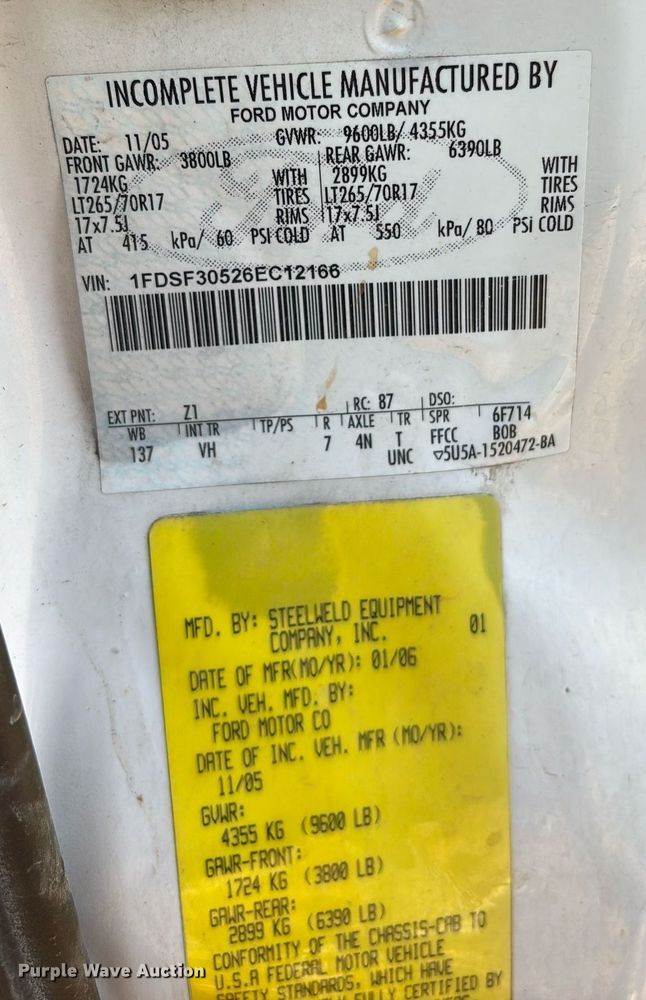 INCOMPLETE VEHICLE MANUFACTURED BY
FORD MOTOR COMPANY
DATE: 11/05 GVWR: 9600LB/ 4355KG
FRONT GAWR: 3800LB REAR GAWR: 6390LB
1724KG WITH 2899KG WITH
LT265/70R17 TIRES LT265/70R17 TIRES
17x7.5J RIMS 17x7.5J RIMS
AT 415 kPa/ 60 PSI COLD AT 550 kPa/ 80 PSI COLD
VIN: 1FDSF30526EC12166
EXT PNT: Z1 RC: 87 DSO:
WB INT TR TP/PS R AXLE TR SPR 6F714
137 VH 7 4N T FFCC BOB
UNC ▽5U5A-1520472-BA
MFD. BY: STEELWELD EQUIPMENT
COMPANY, INC. 01
DATE OF MFR(MO/YR): 01/06
INC. VEH. MFD. BY:
FORD MOTOR CO
DATE OF INC. VEH. MFR (MO/YR):
11/05
GVWR:
4355 KG (9600 LB)
GAWR-FRONT:
1724 KG (3800 LB)
GAWR-REAR:
2899 KG (6390 LB)
CONFORMITY OF THE CHASSIS-CAB TO
U.S.A FEDERAL MOTOR VEHICLE
SAFETY STANDARDS, WHICH HAVE
FULLY CERTIFIED BY
Purple Wave Auction